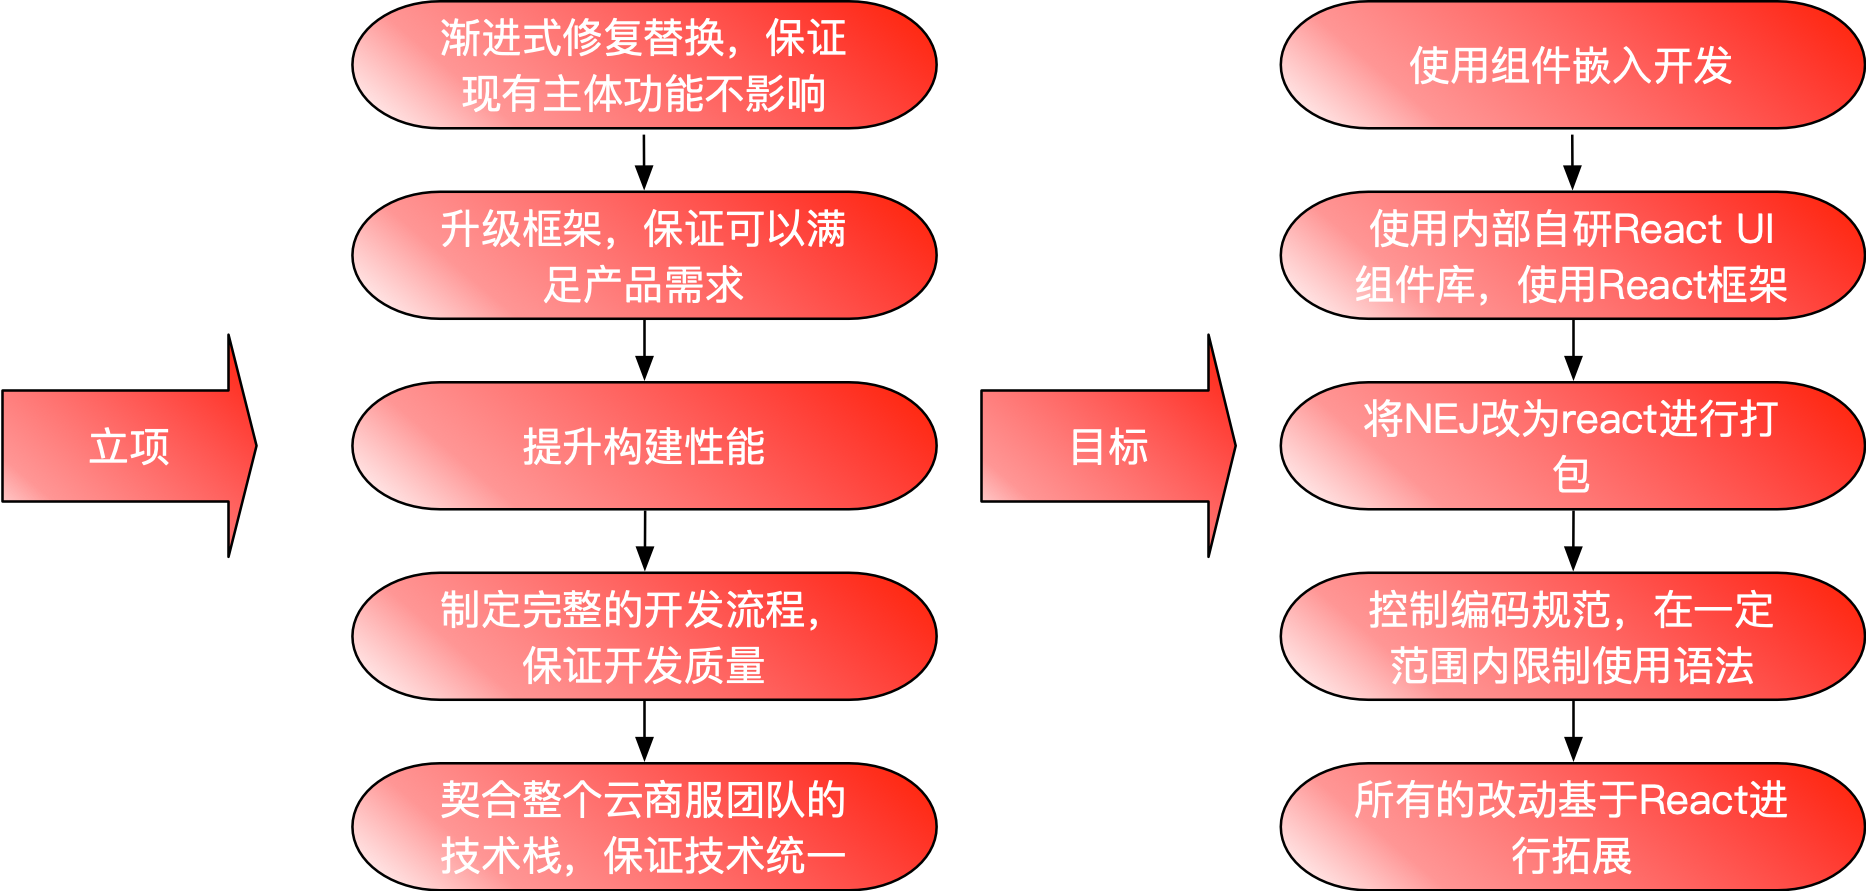 立项
渐进式修复替换，保证
现有主体功能不影响
升级框架，保证可以满
足产品需求
提升构建性能
制定完整的开发流程，
保证开发质量
契合整个云商服团队的
技术栈，保证技术统一
目标
使用组件嵌入开发
使用内部自研React UI
组件库，使用React框架
将NEJ改为react进行打
包
控制编码规范，在一定
范围内限制使用语法
所有的改动基于React进
行拓展